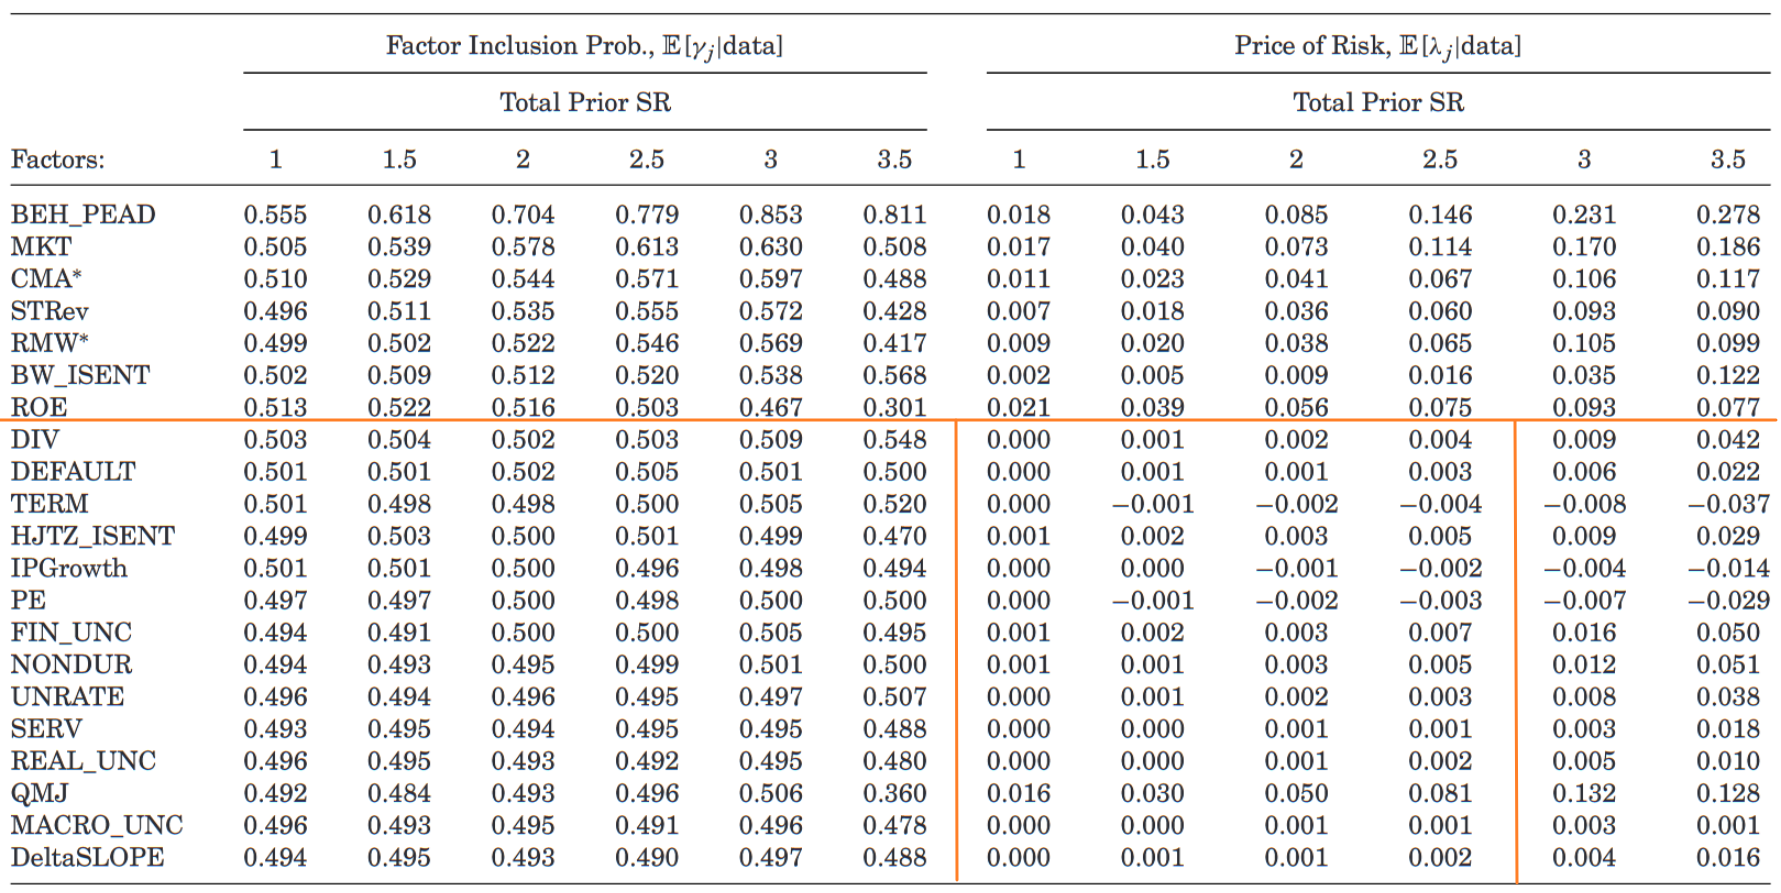 Factor Inclusion Prob., 𝔼[γj|data] Price of Risk, 𝔼[λj|data]
Total Prior SR Total Prior SR
Factors: 1 1.5 2 2.5 3 3.5 1 1.5 2 2.5 3 3.5
BEH_PEAD 0.555 0.618 0.704 0.779 0.853 0.811 0.018 0.043 0.085 0.146 0.231 0.278
MKT 0.505 0.539 0.578 0.613 0.630 0.508 0.017 0.040 0.073 0.114 0.170 0.186
CMA* 0.510 0.529 0.544 0.571 0.597 0.488 0.011 0.023 0.041 0.067 0.106 0.117
STRev 0.496 0.511 0.535 0.555 0.572 0.428 0.007 0.018 0.036 0.060 0.093 0.090
RMW* 0.499 0.502 0.522 0.546 0.569 0.417 0.009 0.020 0.038 0.065 0.105 0.099
BW_ISENT 0.502 0.509 0.512 0.520 0.538 0.568 0.002 0.005 0.009 0.016 0.035 0.122
ROE 0.513 0.522 0.516 0.503 0.467 0.301 0.021 0.039 0.056 0.075 0.093 0.077
DIV 0.503 0.504 0.502 0.503 0.509 0.548 0.000 0.001 0.002 0.004 0.009 0.042
DEFAULT 0.501 0.501 0.502 0.505 0.501 0.500 0.000 0.001 0.001 0.003 0.006 0.022
TERM 0.501 0.498 0.498 0.500 0.505 0.520 0.000 −0.001 −0.002 −0.004 −0.008 −0.037
HJTZ_ISENT 0.499 0.503 0.500 0.501 0.499 0.470 0.001 0.002 0.003 0.005 0.009 0.029
IPGrowth 0.501 0.501 0.500 0.496 0.498 0.494 0.000 0.000 −0.001 −0.002 −0.004 −0.014
PE 0.497 0.497 0.500 0.498 0.500 0.500 0.000 −0.001 −0.002 −0.003 −0.007 −0.029
FIN_UNC 0.494 0.491 0.500 0.500 0.505 0.495 0.001 0.002 0.003 0.007 0.016 0.050
NONDUR 0.494 0.493 0.495 0.499 0.501 0.500 0.001 0.001 0.003 0.005 0.012 0.051
UNRATE 0.496 0.494 0.496 0.495 0.497 0.507 0.000 0.001 0.002 0.003 0.008 0.038
SERV 0.493 0.495 0.494 0.495 0.495 0.488 0.000 0.000 0.001 0.001 0.003 0.018
REAL_UNC 0.496 0.495 0.493 0.492 0.495 0.480 0.000 0.000 0.001 0.002 0.005 0.010
QMJ 0.492 0.484 0.493 0.496 0.506 0.360 0.016 0.030 0.050 0.081 0.132 0.128
MACRO_UNC 0.496 0.493 0.495 0.491 0.496 0.478 0.000 0.000 0.001 0.001 0.003 0.001
DeltaSLOPE 0.494 0.495 0.493 0.490 0.497 0.488 0.000 0.001 0.001 0.002 0.004 0.016